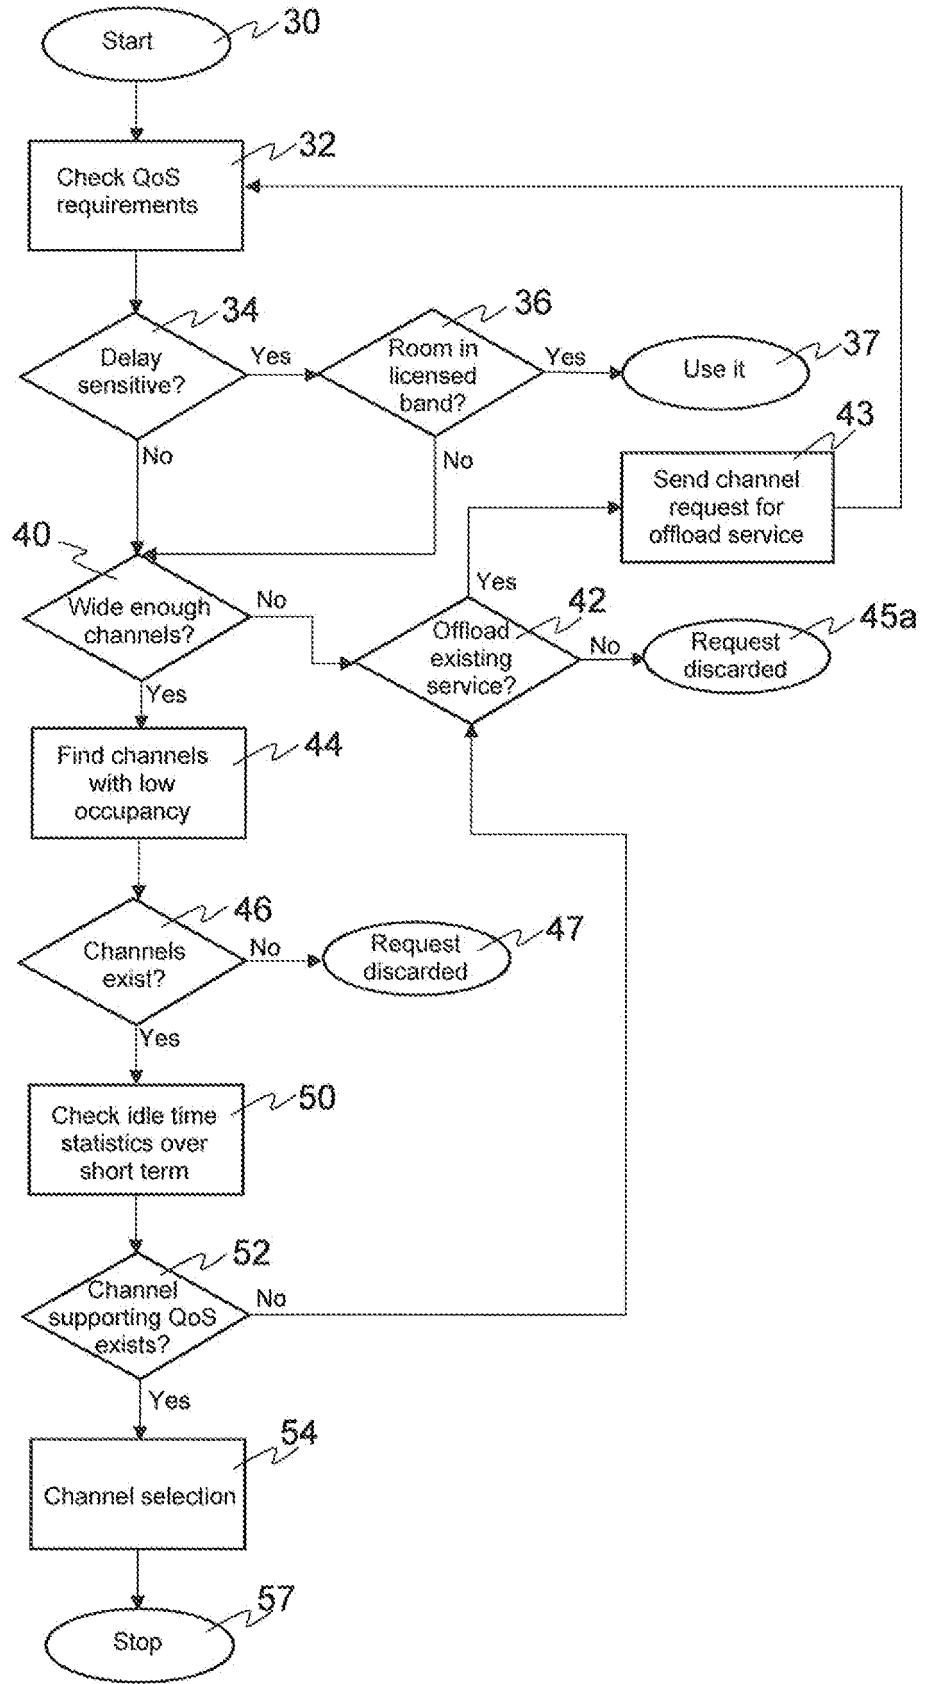 Start
30
32
Check QoS
requirements
34
Delay
sensitive?
Yes
No
36
Room in
licensed
band?
Yes
No
Use it
37
43
Send channel
request for
offload service
40
Wide enough
channels?
No
Yes
Yes
42
Offload
existing
service?
No
Request
discarded
45a
44
Find channels
with low
occupancy
46
Channels
exist?
No
Yes
Request
discarded
47
50
Check idle time
statistics over
short term
52
Channel
supporting QoS
exists?
No
Yes
54
Channel selection
57
Stop